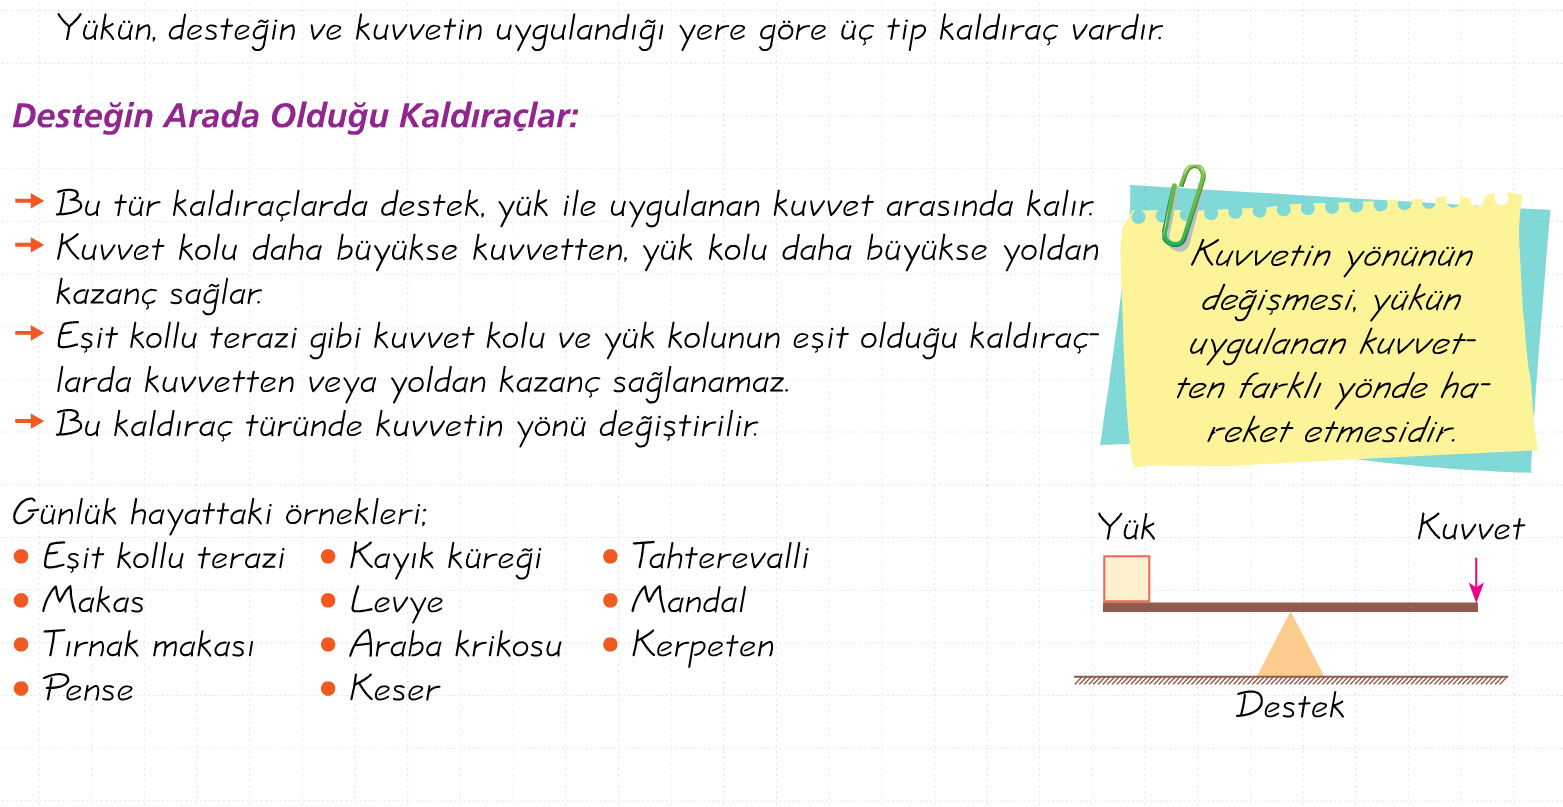 Yükün, desteğin ve kuvvetin uygulandığı yere göre üç tip kaldıraç vardır.
Desteğin Arada Olduğu Kaldıraçlar:
Bu tür kaldıraçlarda destek, yük ile uygulanan kuvvet arasında kalır.
Kuvvet kolu daha büyükse kuvvetten, yük kolu daha büyükse yoldan
kazanç sağlar.
Eşit kollu terazi gibi kuvvet kolu ve yük kolunun eşit olduğu kaldıraç-
larda kuvvetten veya yoldan kazanç sağlanamaz.
Bu kaldıraç türünde kuvvetin yönü değiştirilir.
Kuvvetin yönünün
değişmesi, yükün
uygulanan kuvvet-
ten farklı yönde ha-
reket etmesidir.
Günlük hayattaki örnekleri;
Eşit kollu terazi
Makas
Tırnak makası
Pense
Kayık küreği
Levye
Araba krikosu
Keser
Tahterevalli
Mandal
Kerpeten
Yük
Kuvvet
Destek